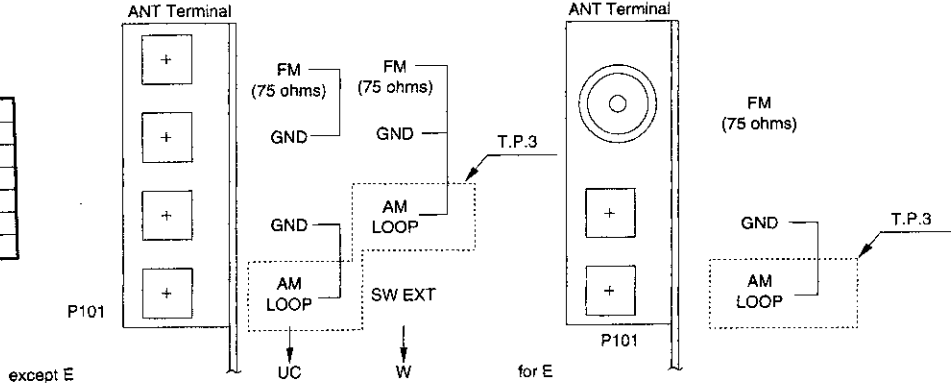 ANT Terminal
FM
(75 ohms)
GND
GND
AM
LOOP
UC
FM
(75 ohms)
GND
AM
LOOP
SW EXT
W
T.P.3
P101
except E
ANT Terminal
FM
(75 ohms)
GND
AM
LOOP
T.P.3
P101
for E